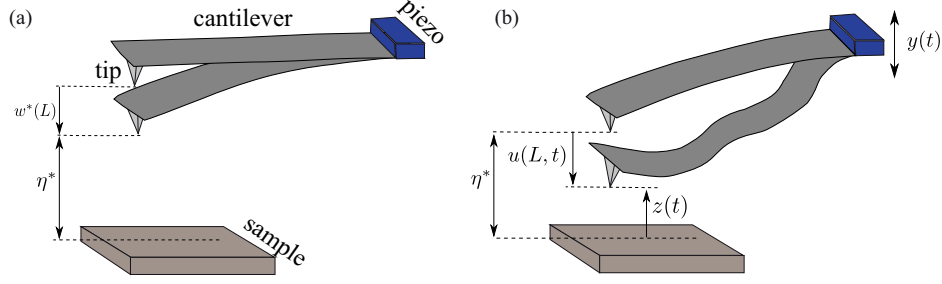 (a)
cantilever
piezo
tip
w*(L)
η*
sample
(b)
y(t)
u(L, t)
η*
z(t)